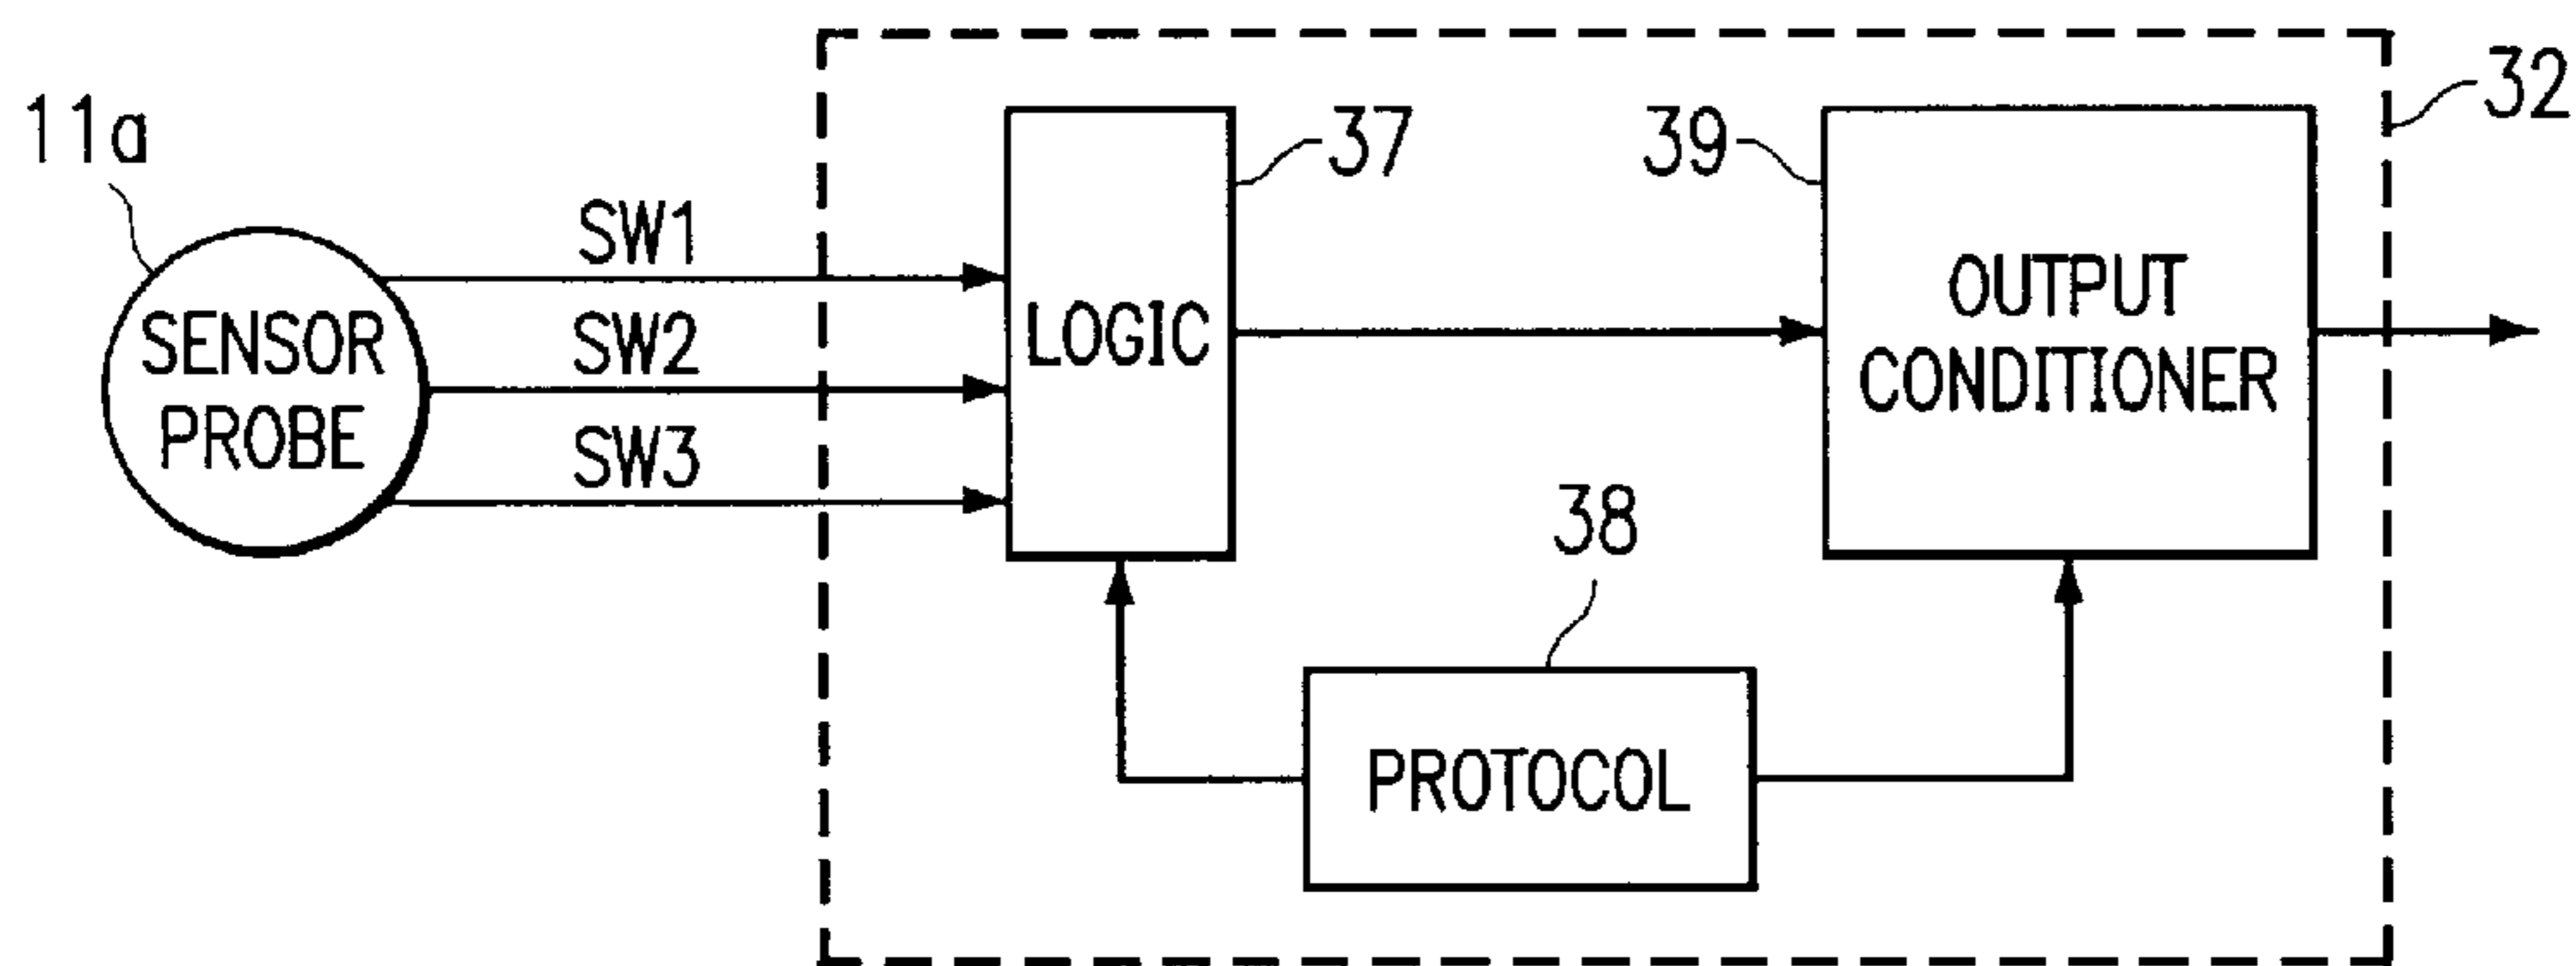 11a
SENSOR
PROBE
SW1
SW2
SW3
LOGIC
37
39
OUTPUT
CONDITIONER
32
38
PROTOCOL